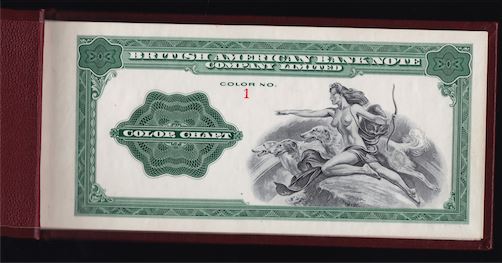 BRITISH AMERICAN BANK NOTE
COMPANY LIMITED
COLOR NO.
1
COLOR CHART